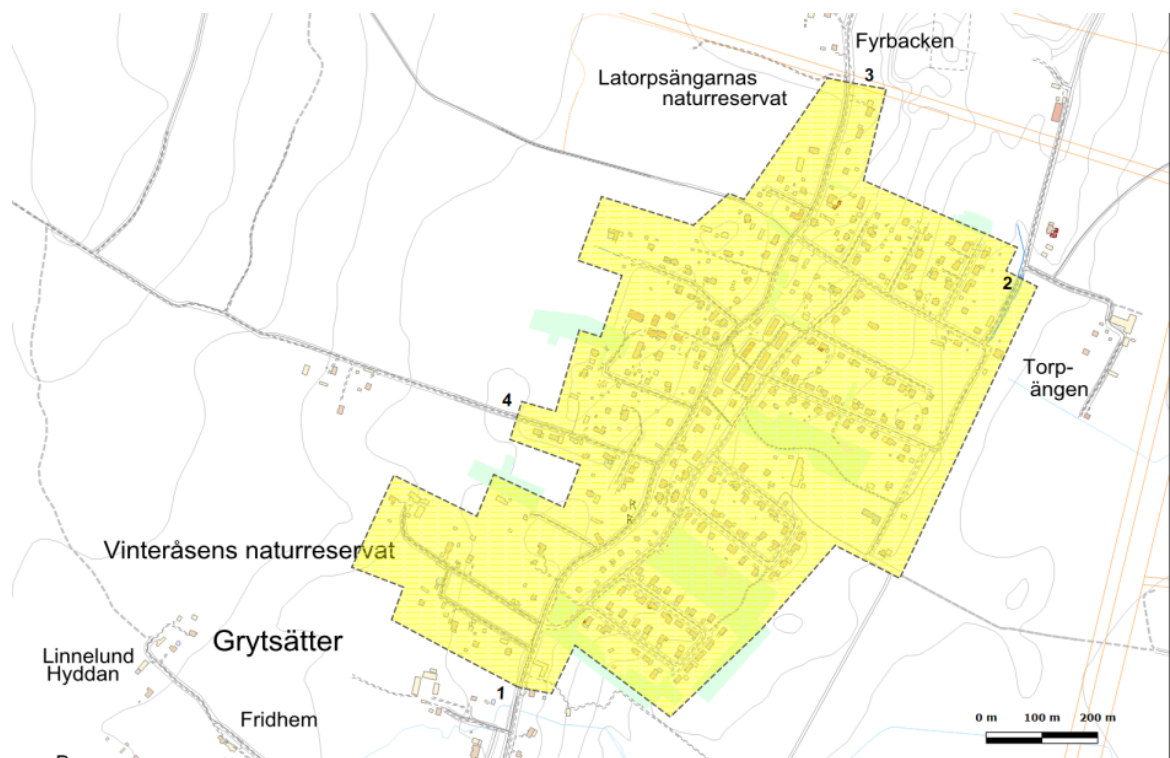 Fyrbacken
3
Latorpsängarnas
naturreservat
2
Torp-
ängen
4
R
R
Vinteråsens naturreservat
Grytsätter
Linnelund
Hyddan
1
Fridhem
0 m 100 m 200 m